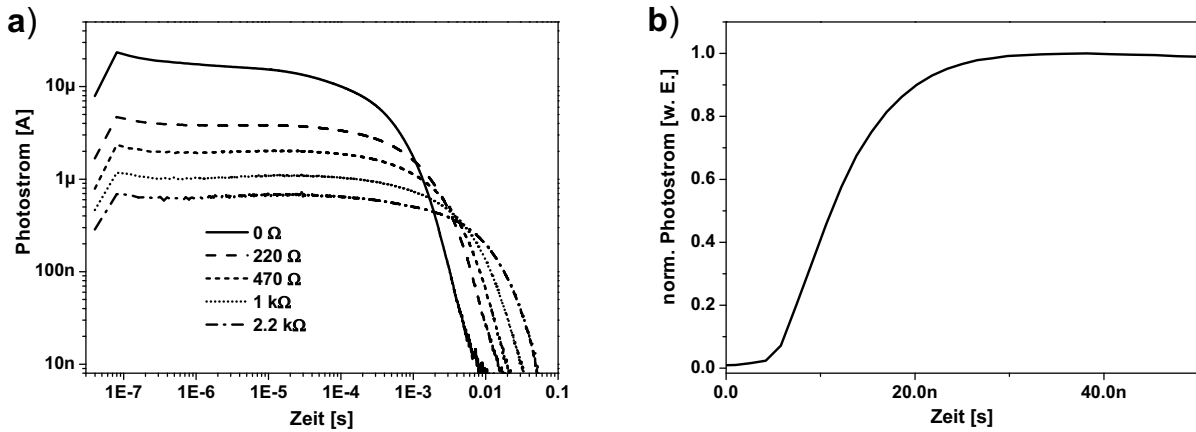 a)
Photostrom [A]
10µ
1µ
100n
10n
0 Ω
220 Ω
470 Ω
1 kΩ
2.2 kΩ
1E-7 1E-6 1E-5 1E-4 1E-3 0.01 0.1
Zeit [s]
b)
norm. Photostrom [w. E.]
1.0
0.8
0.6
0.4
0.2
0.0
0.0 20.0n 40.0n
Zeit [s]